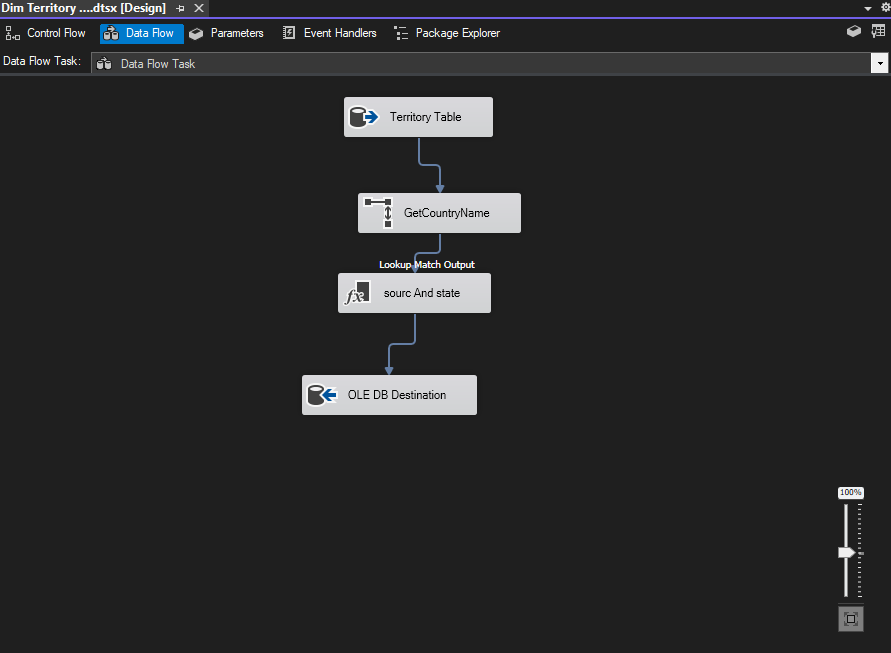 Dim Territory ....dtsx [Design]
Control Flow
Data Flow
Parameters
Event Handlers
Package Explorer
Data Flow Task:
Data Flow Task
Territory Table
GetCountryName
Lookup Match Output
sourc And state
OLE DB Destination
100%